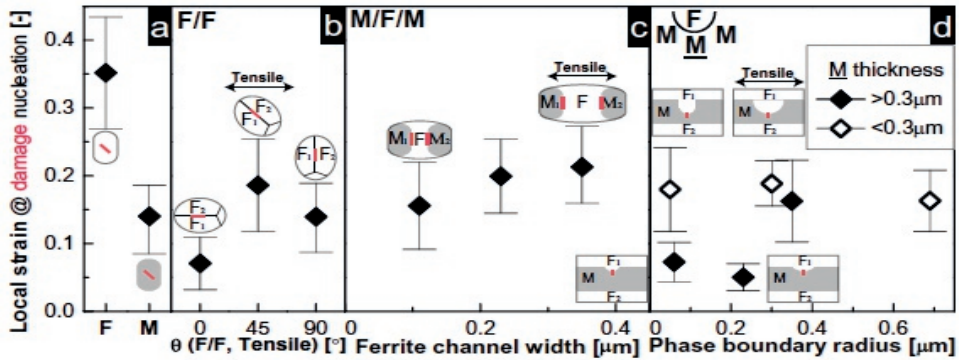 Local strain @ damage nucleation [-]
0.4
0.3
0.2
0.1
0.0
a
F M
F/F
b
Tensile
F₂
F₁
F₁ F₂
F₂
F₁
0 45 90
θ (F/F, Tensile) [°]
M/F/M
c
Tensile
M₁ F M₂
M₁ F M₂
F₁
M
F₂
0 0.2 0.4
Ferrite channel width [µm]
M F M
M
d
Tensile
F₁
F₂
F₁
F₂
M thickness
>0.3µm
<0.3µm
M
F₁
F₂
0 0.2 0.4 0.6
Phase boundary radius [µm]